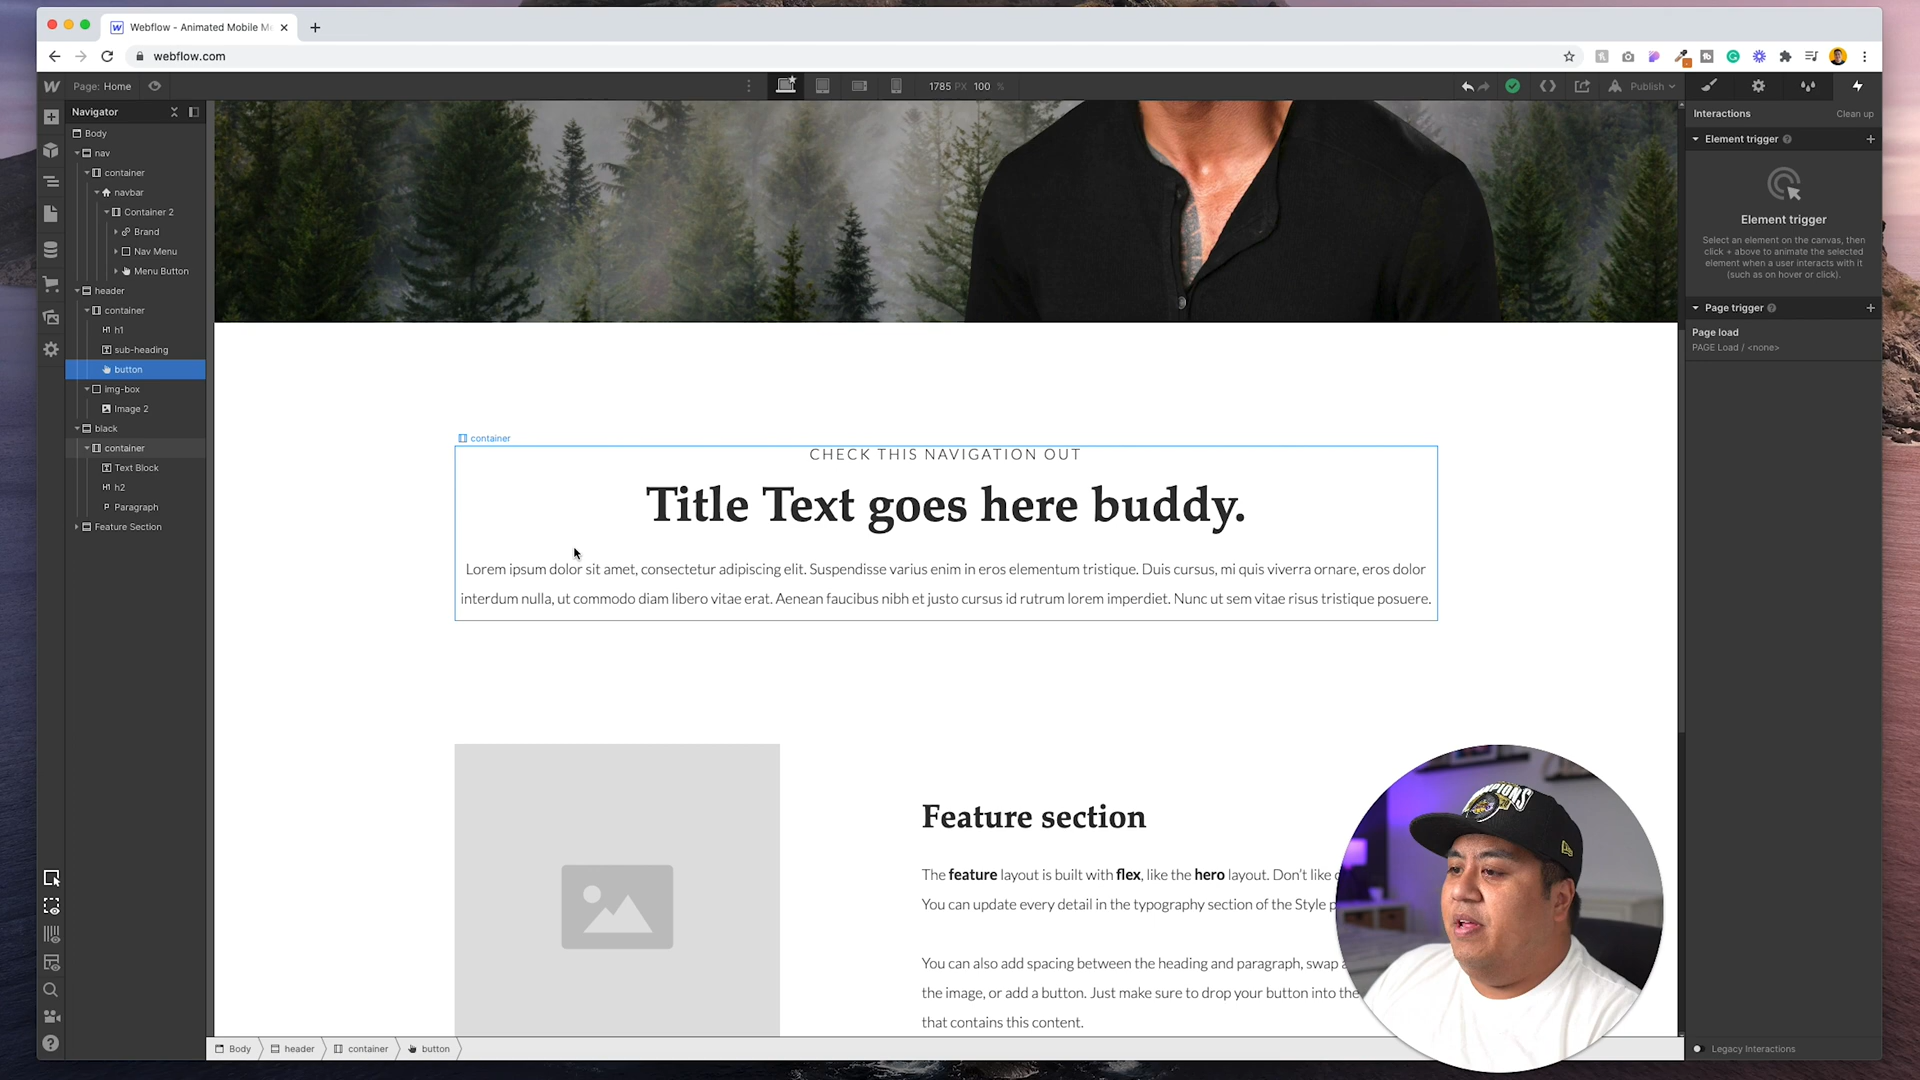 Webflow - Animated Mobile Me
webflow.com
Page: Home
1785 PX 100 %
Publish
Navigator
Body
nav
container
navbar
Container 2
Brand
Nav Menu
Menu Button
header
container
H1 h1
sub-heading
button
img-box
Image 2
black
container
Text Block
H1 h2
P Paragraph
Feature Section
container
CHECK THIS NAVIGATION OUT
Title Text goes here buddy.
Lorem ipsum dolor sit amet, consectetur adipiscing elit. Suspendisse varius enim in eros elementum tristique. Duis cursus, mi quis viverra ornare, eros dolor
interdum nulla, ut commodo diam libero vitae erat. Aenean faucibus nibh et justo cursus id rutrum lorem imperdiet. Nunc ut sem vitae risus tristique posuere.
Feature section
The feature layout is built with flex, like the hero layout. Don't like
You can update every detail in the typography section of the Style
You can also add spacing between the heading and paragraph, swap
the image, or add a button. Just make sure to drop your button into the
that contains this content.
Body
header
container
button
Interactions
Clean up
Element trigger
Element trigger
Select an element on the canvas, then
click + above to animate the selected
element when a user interacts with it
(such as on hover or click).
Page trigger
Page load
PAGE Load / <none>
Legacy Interactions